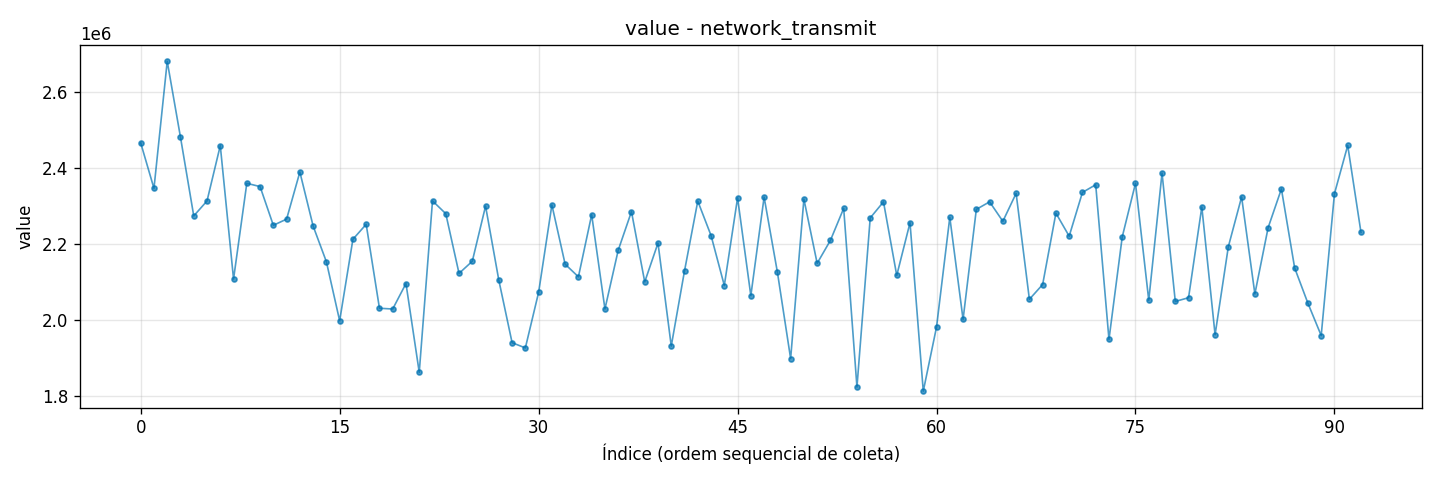 value - network_transmit
1e6
2.6
2.4
2.2
2.0
1.8
value
0 15 30 45 60 75 90
Índice (ordem sequencial de coleta)